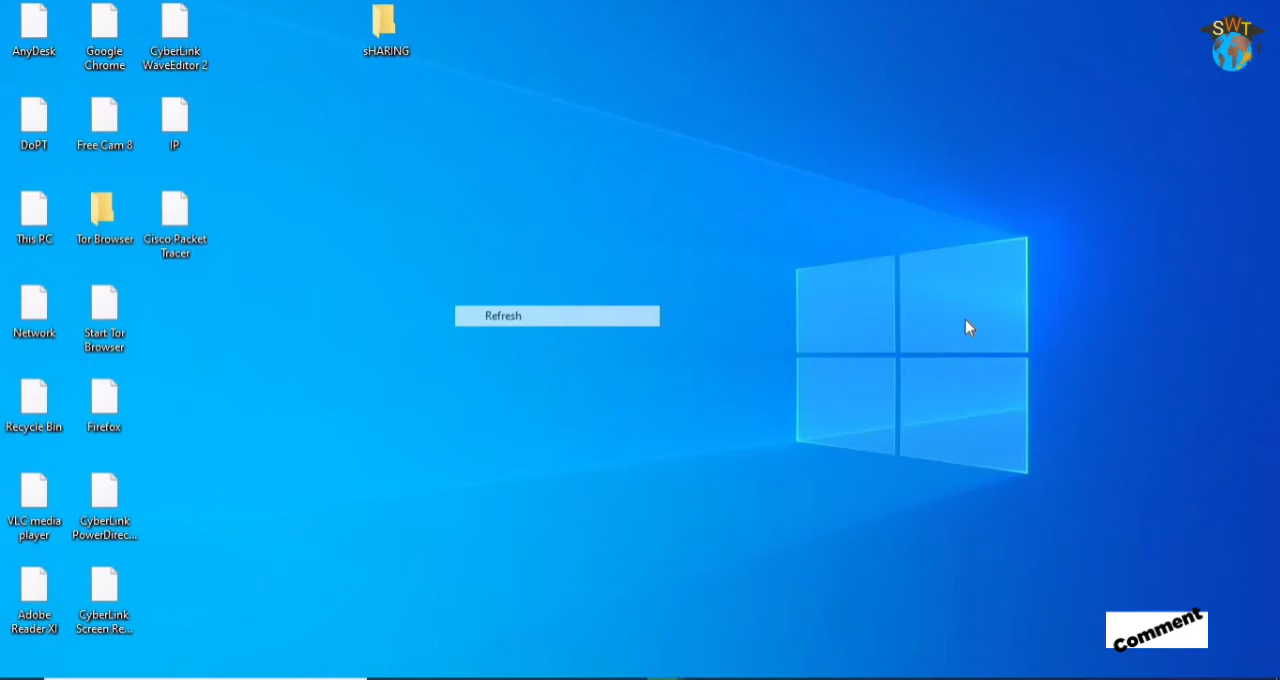 AnyDesk
Google
Chrome
CyberLink
WaveEditor 2
sHARING
SWT
DoPT
Free Cam 8
IP
This PC
Tor Browser
Cisco Packet
Tracer
Refresh
Network
Start Tor
Browser
Recycle Bin
Firefox
VLC media
player
CyberLink
PowerDirec...
Adobe
Reader XI
CyberLink
Screen Re...
Comment